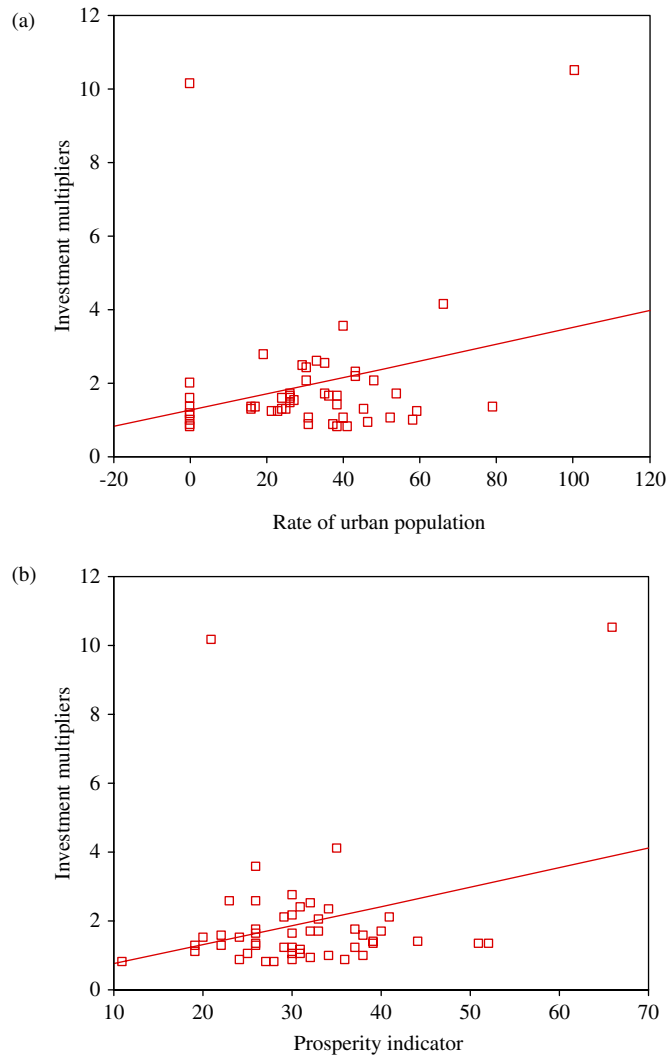 (a)
12
10
8
6
4
2
0
Investment multipliers
-20 0 20 40 60 80 100 120
Rate of urban population
(b)
12
10
8
6
4
2
0
Investment multipliers
10 20 30 40 50 60 70
Prosperity indicator